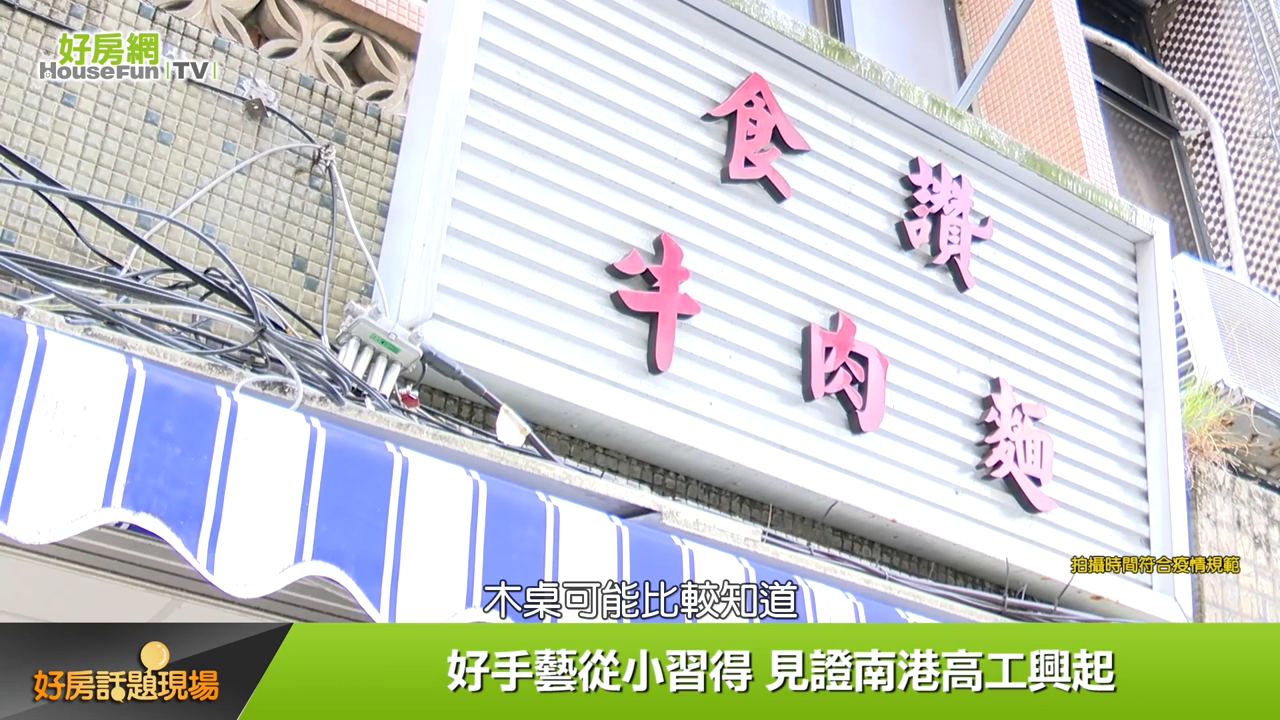 好房網
HouseFun TV
食讚
牛肉麵
拍攝時間符合疫情規範
木桌可能比較知道
好房話題現場
好手藝從小習得 見證南港高工興起